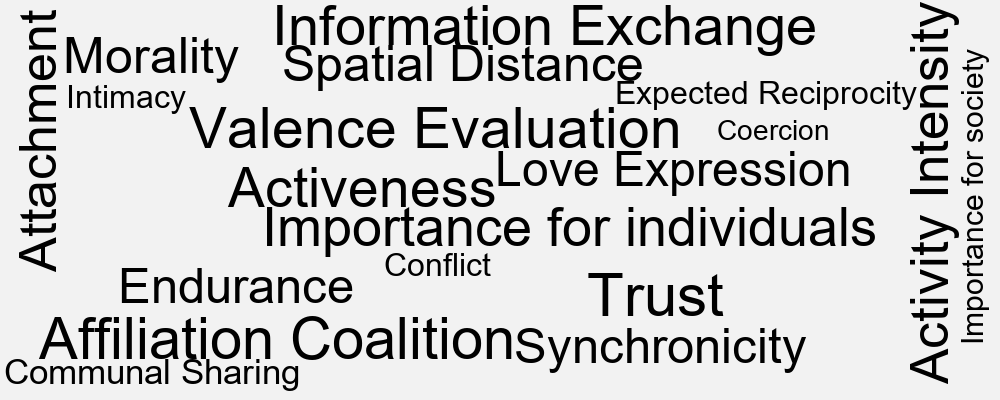 Information Exchange
Morality
Spatial Distance
Intimacy
Expected Reciprocity
Valence Evaluation
Coercion
Love Expression
Activeness
Importance for individuals
Conflict
Endurance
Trust
Affiliation Coalition
Synchronicity
Communal Sharing
Attachment
Activity Intensity
Importance for society